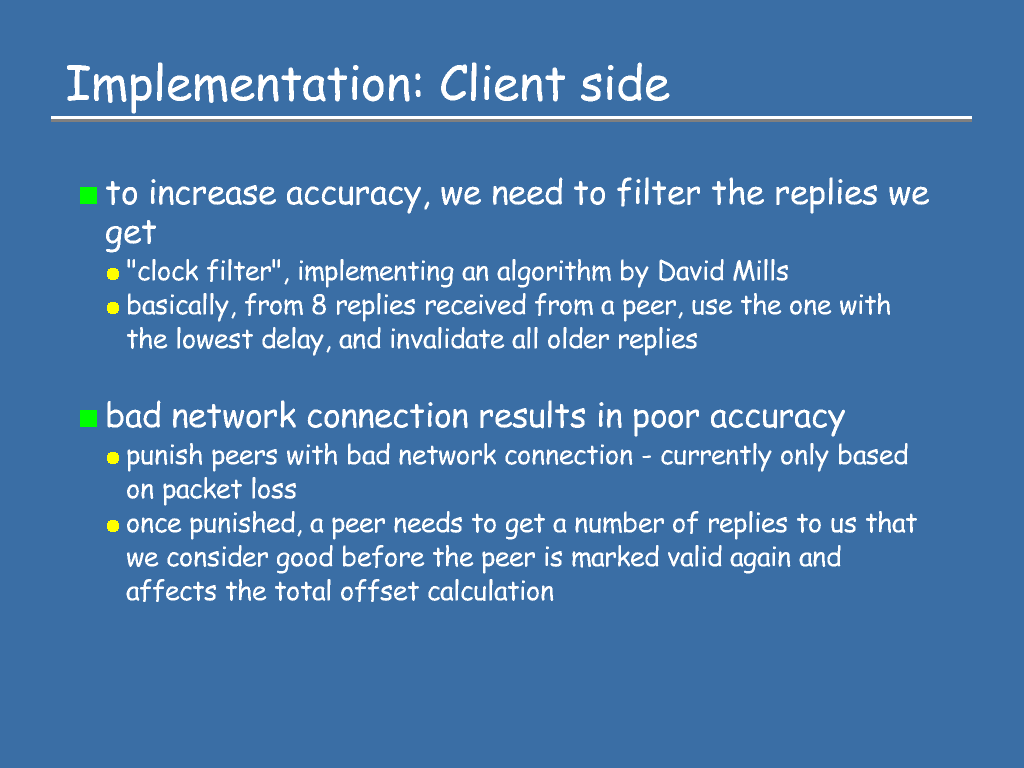 Implementation: Client side
to increase accuracy, we need to filter the replies we
get
"clock filter", implementing an algorithm by David Mills
basically, from 8 replies received from a peer, use the one with
the lowest delay, and invalidate all older replies
bad network connection results in poor accuracy
punish peers with bad network connection - currently only based
on packet loss
once punished, a peer needs to get a number of replies to us that
we consider good before the peer is marked valid again and
affects the total offset calculation